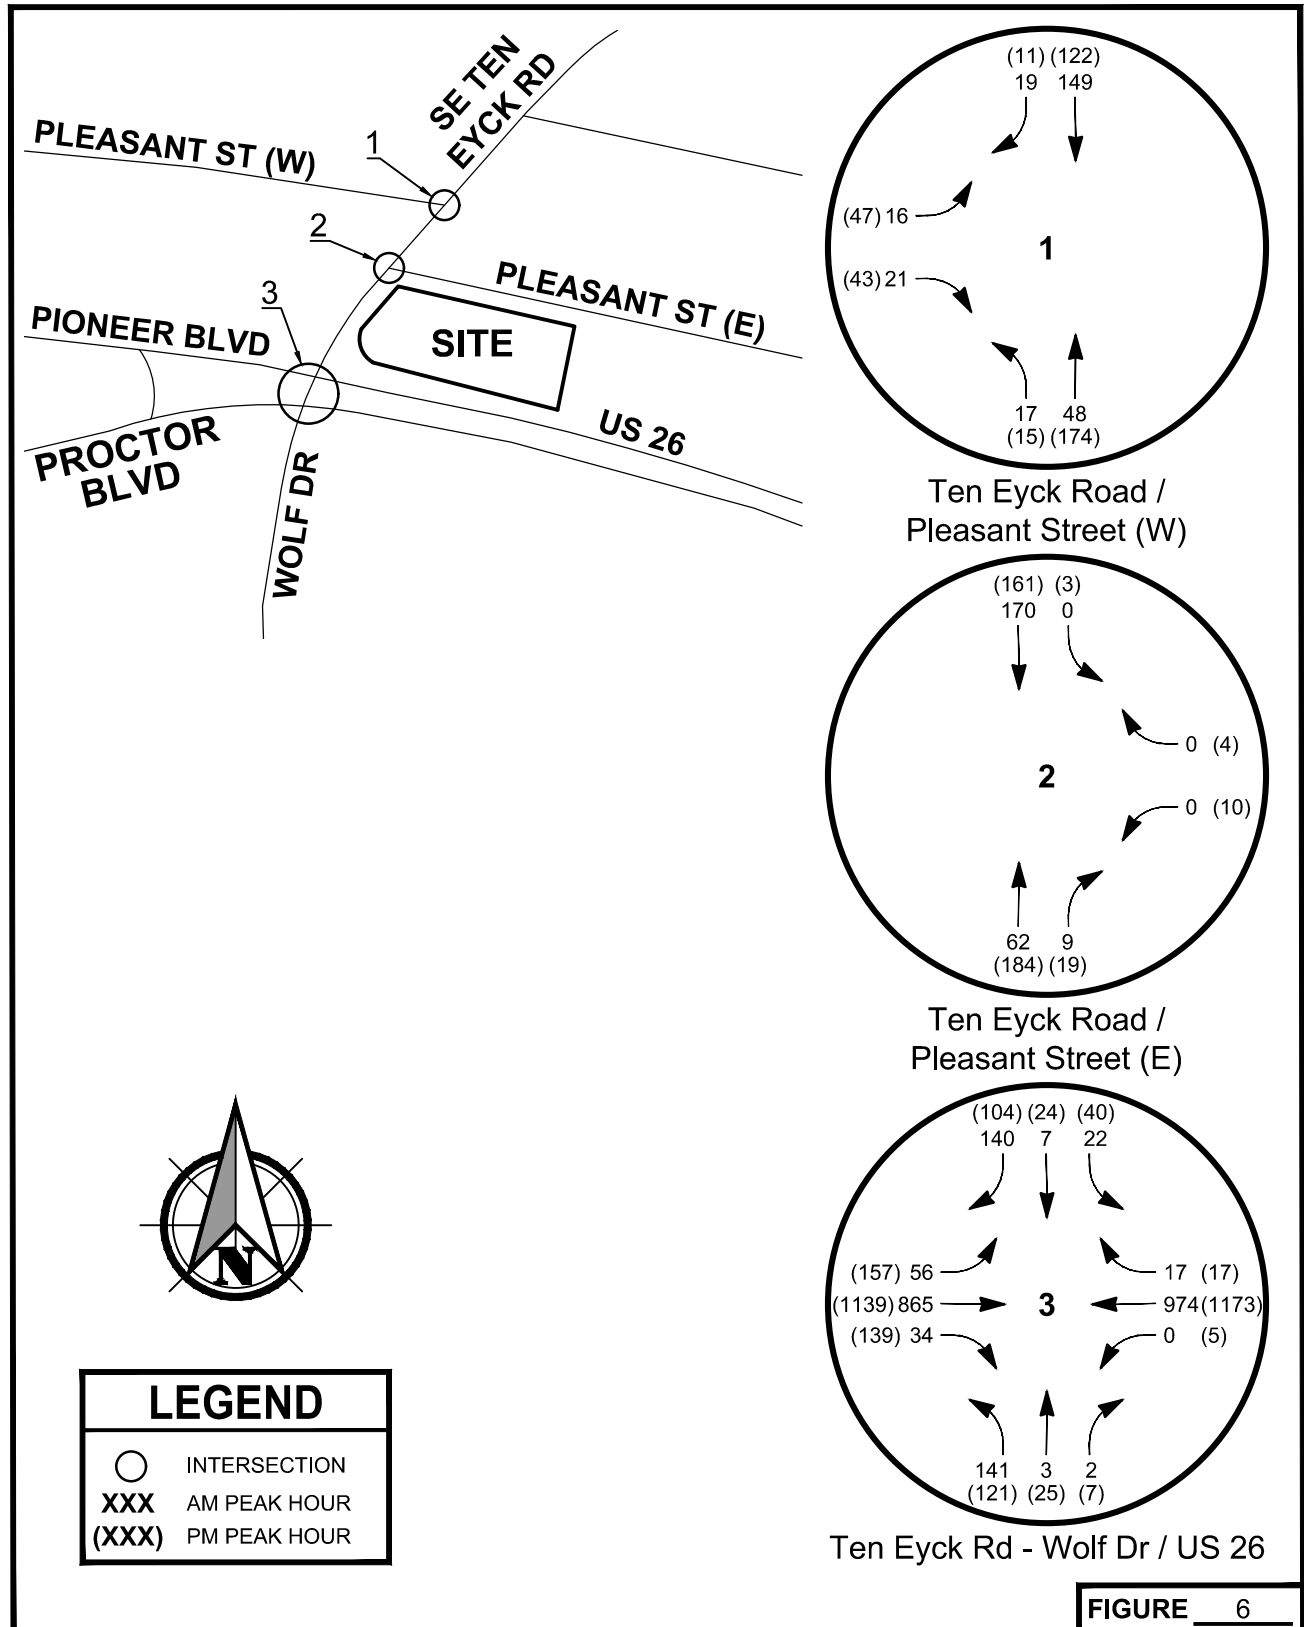 SE TEN
EYCK RD
PLEASANT ST (W)
1
2
PLEASANT ST (E)
3
PIONEER BLVD
SITE
US 26
PROCTOR
BLVD
WOLF DR
(11) (122)
19 149
(47) 16
1
(43) 21
17 48
(15) (174)
Ten Eyck Road /
Pleasant Street (W)
(161) (3)
170 0
0 (4)
2
0 (10)
62 9
(184) (19)
Ten Eyck Road /
Pleasant Street (E)
(104) (24) (40)
140 7 22
(157) 56 17 (17)
(1139) 865 3 974 (1173)
(139) 34 0 (5)
141 3 2
(121) (25) (7)
Ten Eyck Rd - Wolf Dr / US 26
N
LEGEND
INTERSECTION
XXX AM PEAK HOUR
(XXX) PM PEAK HOUR
FIGURE 6